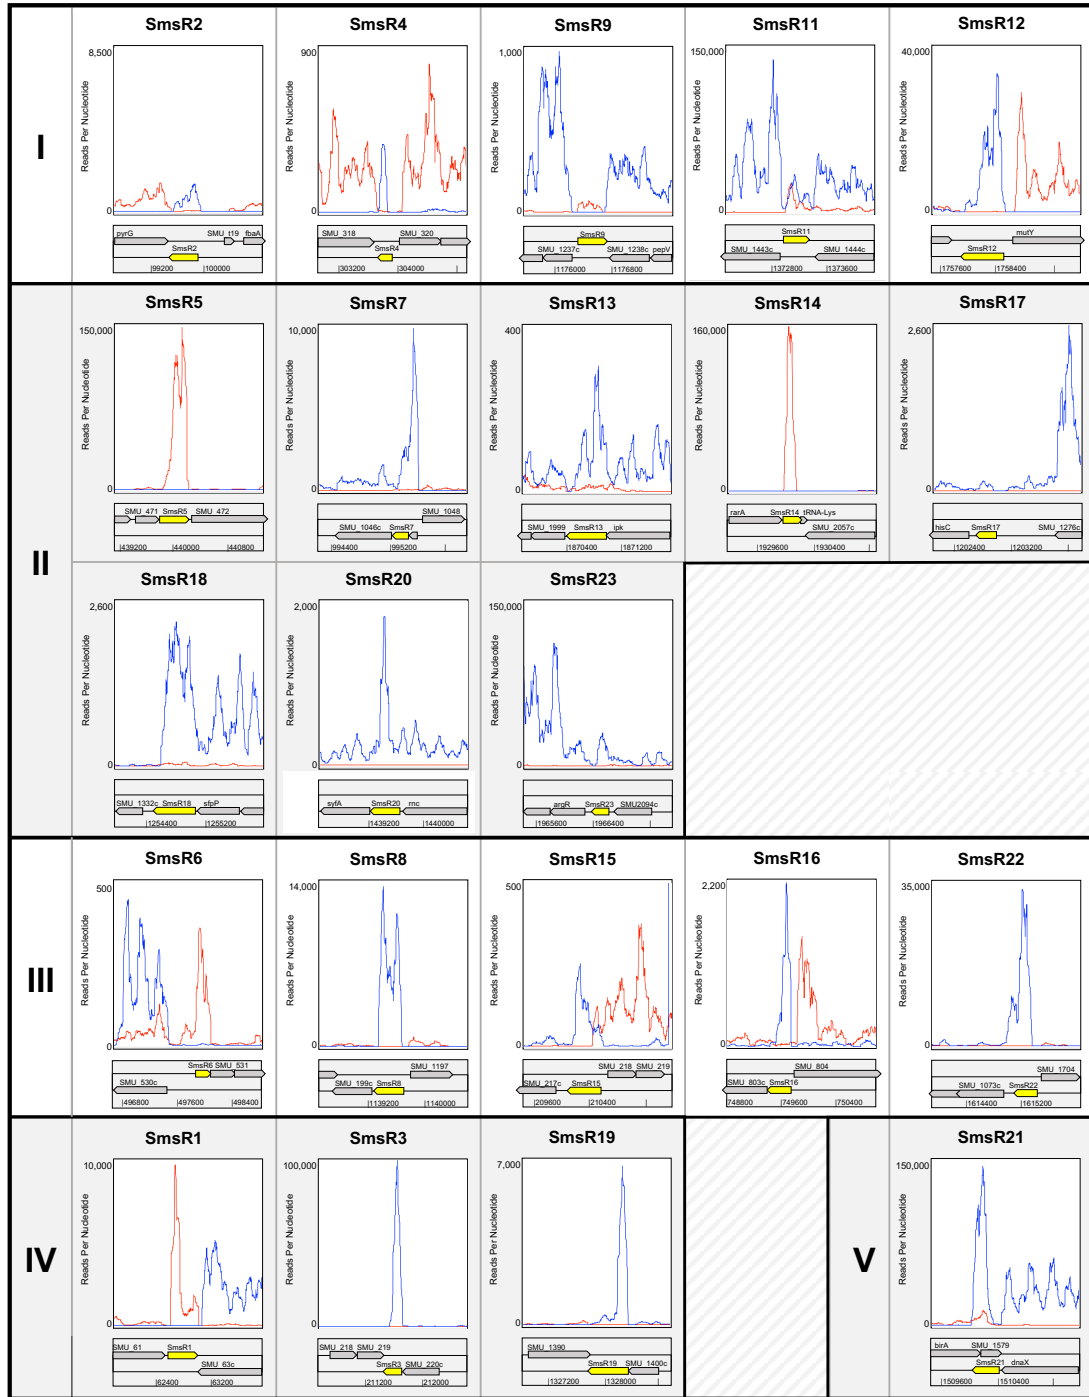 I
SmsR2
8,500
0
Reads Per Nucleotide
pyrG
SMU_t19
fbaA
SmsR2
|99200
|100000
SmsR4
900
0
Reads Per Nucleotide
SMU_318
SMU_320
SmsR4
|303200
|304000
SmsR9
1,000
0
Reads Per Nucleotide
SmsR9
SMU_1237c
SMU_1238c
pepV
|1176000
|1176800
SmsR11
150,000
0
Reads Per Nucleotide
SmsR11
SMU_1443c
SMU_1444c
|1372800
|1373600
SmsR12
40,000
0
Reads Per Nucleotide
mutY
SmsR12
|1757600
|1758400
II
SmsR5
150,000
0
Reads Per Nucleotide
SMU_471
SmsR5
SMU_472
|439200
|440000
|440800
SmsR7
10,000
0
Reads Per Nucleotide
SMU_1048
SMU_1046c
SmsR7
|994400
|995200
SmsR13
400
0
Reads Per Nucleotide
SMU_1999
SmsR13
ipk
|1870400
|1871200
SmsR14
160,000
0
Reads Per Nucleotide
rarA
SmsR14
tRNA-Lys
SMU_2057c
|1929600
|1930400
SmsR17
2,600
0
Reads Per Nucleotide
hisC
SmsR17
SMU_1276c
|1202400
|1203200
SmsR18
2,600
0
Reads Per Nucleotide
SMU_1332c
SmsR18
sfpP
|1254400
|1255200
SmsR20
2,000
0
Reads Per Nucleotide
syfA
SmsR20
rnc
|1439200
|1440000
SmsR23
150,000
0
Reads Per Nucleotide
argR
SmsR23
SMU2094c
|1965600
|1966400
III
SmsR6
500
0
Reads Per Nucleotide
SmsR6
SMU_531
SMU_530c
|496800
|497600
|498400
SmsR8
14,000
0
Reads Per Nucleotide
SMU_1197
SMU_199c
SmsR8
|1139200
|1140000
SmsR15
500
0
Reads Per Nucleotide
SMU_218
SMU_219
SMU_217c
SmsR15
|209600
|210400
SmsR16
2,200
0
Reads Per Nucleotide
SMU_804
SMU_803c
SmsR16
|748800
|749600
|750400
SmsR22
35,000
0
Reads Per Nucleotide
SMU_1704
SMU_1073c
SmsR22
|1614400
|1615200
IV
SmsR1
10,000
0
Reads Per Nucleotide
SMU_61
SmsR1
SMU_63c
|62400
|63200
SmsR3
100,000
0
Reads Per Nucleotide
SMU_218
SMU_219
SmsR3
SMU_220c
|211200
|212000
SmsR19
7,000
0
Reads Per Nucleotide
SMU_1390
SmsR19
SMU_1400c
|1327200
|1328000
V
SmsR21
150,000
0
Reads Per Nucleotide
birA
SMU_1579
SmsR21
dnaX
|1509600
|1510400